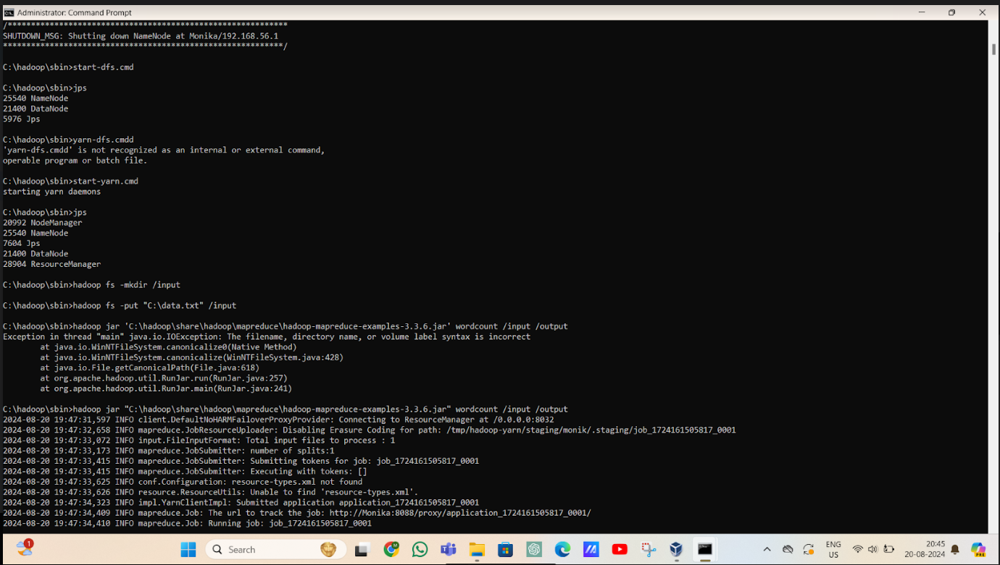 Administrator: Command Prompt
/************************************************************
SHUTDOWN_MSG: Shutting down NameNode at Monika/192.168.56.1
************************************************************/
C:\hadoop\sbin>start-dfs.cmd
C:\hadoop\sbin>jps
25540 NameNode
21400 DataNode
5976 Jps
C:\hadoop\sbin>yarn-dfs.cmdd
'yarn-dfs.cmdd' is not recognized as an internal or external command,
operable program or batch file.
C:\hadoop\sbin>start-yarn.cmd
starting yarn daemons
C:\hadoop\sbin>jps
20992 NodeManager
25540 NameNode
7604 Jps
21400 DataNode
28904 ResourceManager
C:\hadoop\sbin>hadoop fs -mkdir /input
C:\hadoop\sbin>hadoop fs -put "C:\data.txt" /input
C:\hadoop\sbin>hadoop jar 'C:\hadoop\share\hadoop\mapreduce\hadoop-mapreduce-examples-3.3.6.jar' wordcount /input /output
Exception in thread "main" java.io.IOException: The filename, directory name, or volume label syntax is incorrect
at java.io.WinNTFileSystem.canonicalize0(Native Method)
at java.io.WinNTFileSystem.canonicalize(WinNTFileSystem.java:428)
at java.io.File.getCanonicalPath(File.java:618)
at org.apache.hadoop.util.RunJar.run(RunJar.java:257)
at org.apache.hadoop.util.RunJar.main(RunJar.java:241)
C:\hadoop\sbin>hadoop jar "C:\hadoop\share\hadoop\mapreduce\hadoop-mapreduce-examples-3.3.6.jar" wordcount /input /output
2024-08-20 19:47:31,597 INFO client.DefaultNoHARMFailoverProxyProvider: Connecting to ResourceManager at /0.0.0.0:8032
2024-08-20 19:47:32,658 INFO mapreduce.JobResourceUploader: Disabling Erasure Coding for path: /tmp/hadoop-yarn/staging/monik/.staging/job_1724161505817_0001
2024-08-20 19:47:33,072 INFO input.FileInputFormat: Total input files to process : 1
2024-08-20 19:47:33,173 INFO mapreduce.JobSubmitter: number of splits:1
2024-08-20 19:47:33,415 INFO mapreduce.JobSubmitter: Submitting tokens for job: job_1724161505817_0001
2024-08-20 19:47:33,415 INFO mapreduce.JobSubmitter: Executing with tokens: []
2024-08-20 19:47:33,625 INFO conf.Configuration: resource-types.xml not found
2024-08-20 19:47:33,626 INFO resource.ResourceUtils: Unable to find 'resource-types.xml'.
2024-08-20 19:47:34,323 INFO impl.YarnClientImpl: Submitted application application_1724161505817_0001
2024-08-20 19:47:34,409 INFO mapreduce.Job: The url to track the job: http://Monika:8088/proxy/application_1724161505817_0001/
2024-08-20 19:47:34,410 INFO mapreduce.Job: Running job: job_1724161505817_0001
1
Search
ENG
US
20:45
20-08-2024
PRE